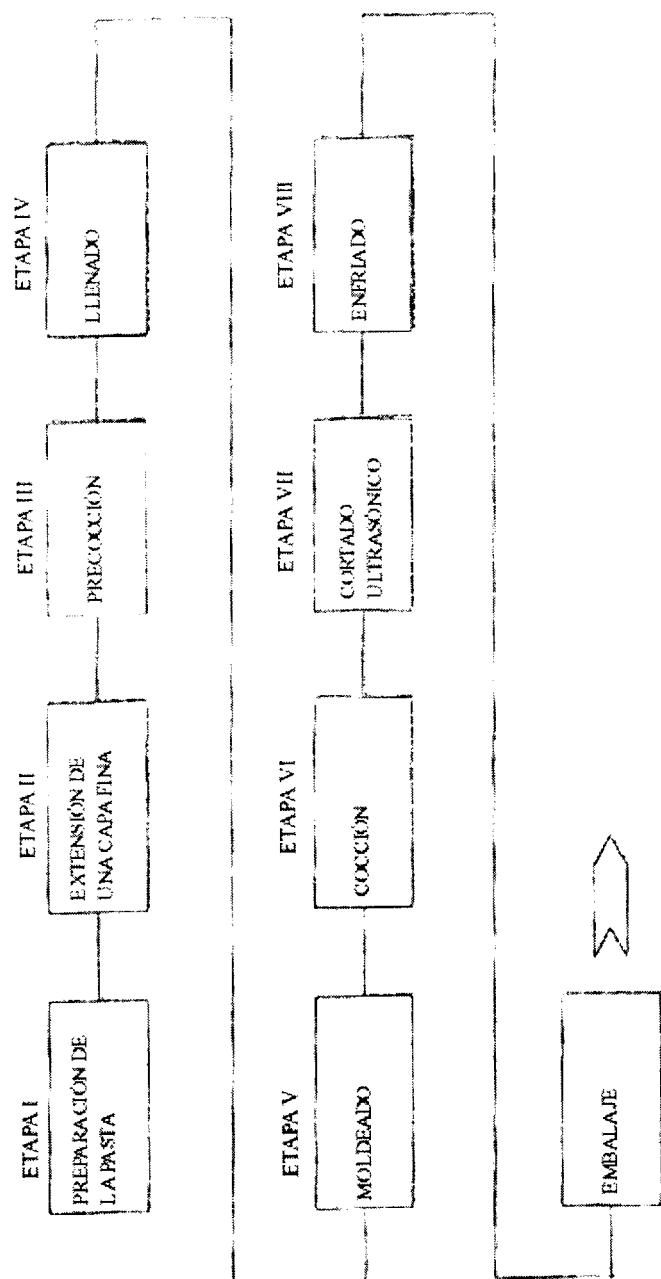 ETAPA I
PREPARACIÓN DE
LA PASTA
ETAPA II
EXTENSIÓN DE
UNA CAPA FINA
ETAPA III
PRECOCCIÓN
ETAPA IV
LLENADO
ETAPA V
MOLDEADO
ETAPA VI
COCCIÓN
ETAPA VII
CORTADO
ULTRASÓNICO
ETAPA VIII
ENFRIADO
EMBALAJE